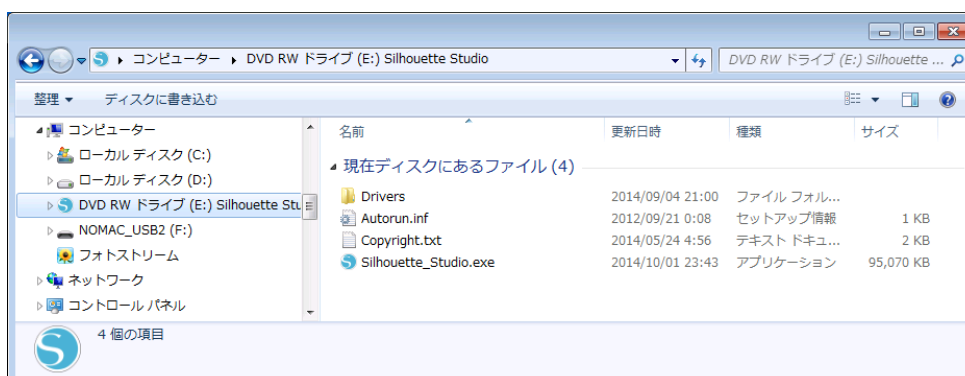 コンピューター ▸ DVD RW ドライブ (E:) Silhouette Studio
DVD RW ドライブ (E:) Silhouette ...
整理 ディスクに書き込む
コンピューター
ローカル ディスク (C:)
ローカル ディスク (D:)
DVD RW ドライブ (E:) Silhouette Stu
NOMAC_USB2 (F:)
フォトストリーム
ネットワーク
コントロール パネル
名前 更新日時 種類 サイズ
現在ディスクにあるファイル (4)
Drivers 2014/09/04 21:00 ファイル フォル...
Autorun.inf 2012/09/21 0:08 セットアップ情報 1 KB
Copyright.txt 2014/05/24 4:56 テキスト ドキュ... 2 KB
Silhouette_Studio.exe 2014/10/01 23:43 アプリケーション 95,070 KB
4 個の項目